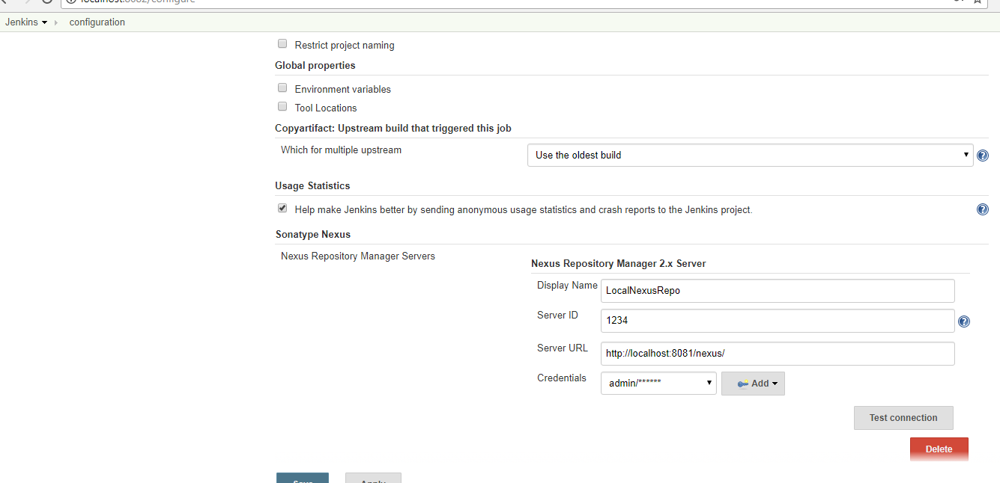 localhost:8082/configure
Jenkins configuration
Restrict project naming
Global properties
Environment variables
Tool Locations
Copyartifact: Upstream build that triggered this job
Which for multiple upstream
Use the oldest build
Usage Statistics
Help make Jenkins better by sending anonymous usage statistics and crash reports to the Jenkins project.
Sonatype Nexus
Nexus Repository Manager Servers
Nexus Repository Manager 2.x Server
Display Name LocalNexusRepo
Server ID 1234
Server URL http://localhost:8081/nexus/
Credentials admin/****** Add
Test connection
Delete
Save Apply